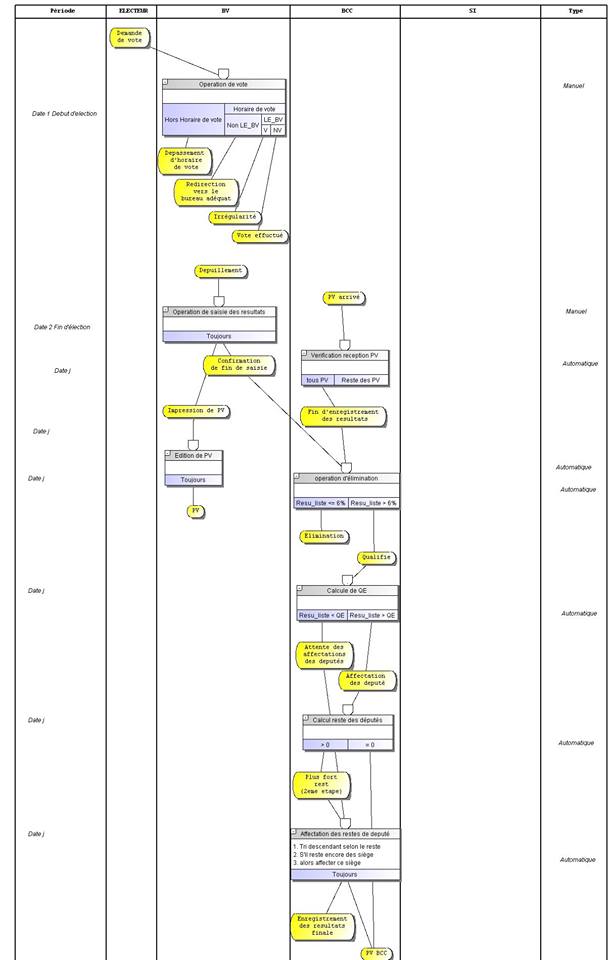 Période ELECTEUR BV BCC SI Type
Demande
de vote
Operation de vote
Manuel
Date 1 Debut d'election
Hors Horaire de vote
Horaire de vote
Non LE_BV
LE_BV
V NV
Depassement
d'horaire
de vote
Redirection
vers le
bureau adéquat
Irrégularité
Vote effuctué
Depuillement
PV arrivé
Operation de saisie des resultats
Manuel
Date 2 Fin d'élection
Toujours
Verification reception PV
Automatique
Confirmation
de fin de saisie
Date j
tous PV Reste des PV
Impression de PV
Fin d'enregistrement
des resultats
Date j
Edition de PV
Automatique
Date j
Toujours
operation d'élimination
Automatique
Resu_liste <= 6% Resu_liste > 6%
PV
Elimination
Qualifie
Date j
Calcule de QE
Resu_liste < QE Resu_liste > QE
Automatique
Attente des
affectations
des deputés
Affectation
des deputé
Date j
Calcul reste des députés
> 0 = 0
Automatique
Plus fort
rest
(2eme etape)
Date j
Affectation des restes de deputé
1. Tri descendant selon le reste
2. S'il reste encore des siège
3. alors affecter ce siège
Automatique
Toujours
Enregistrement
des resultats
finale
PV BCC